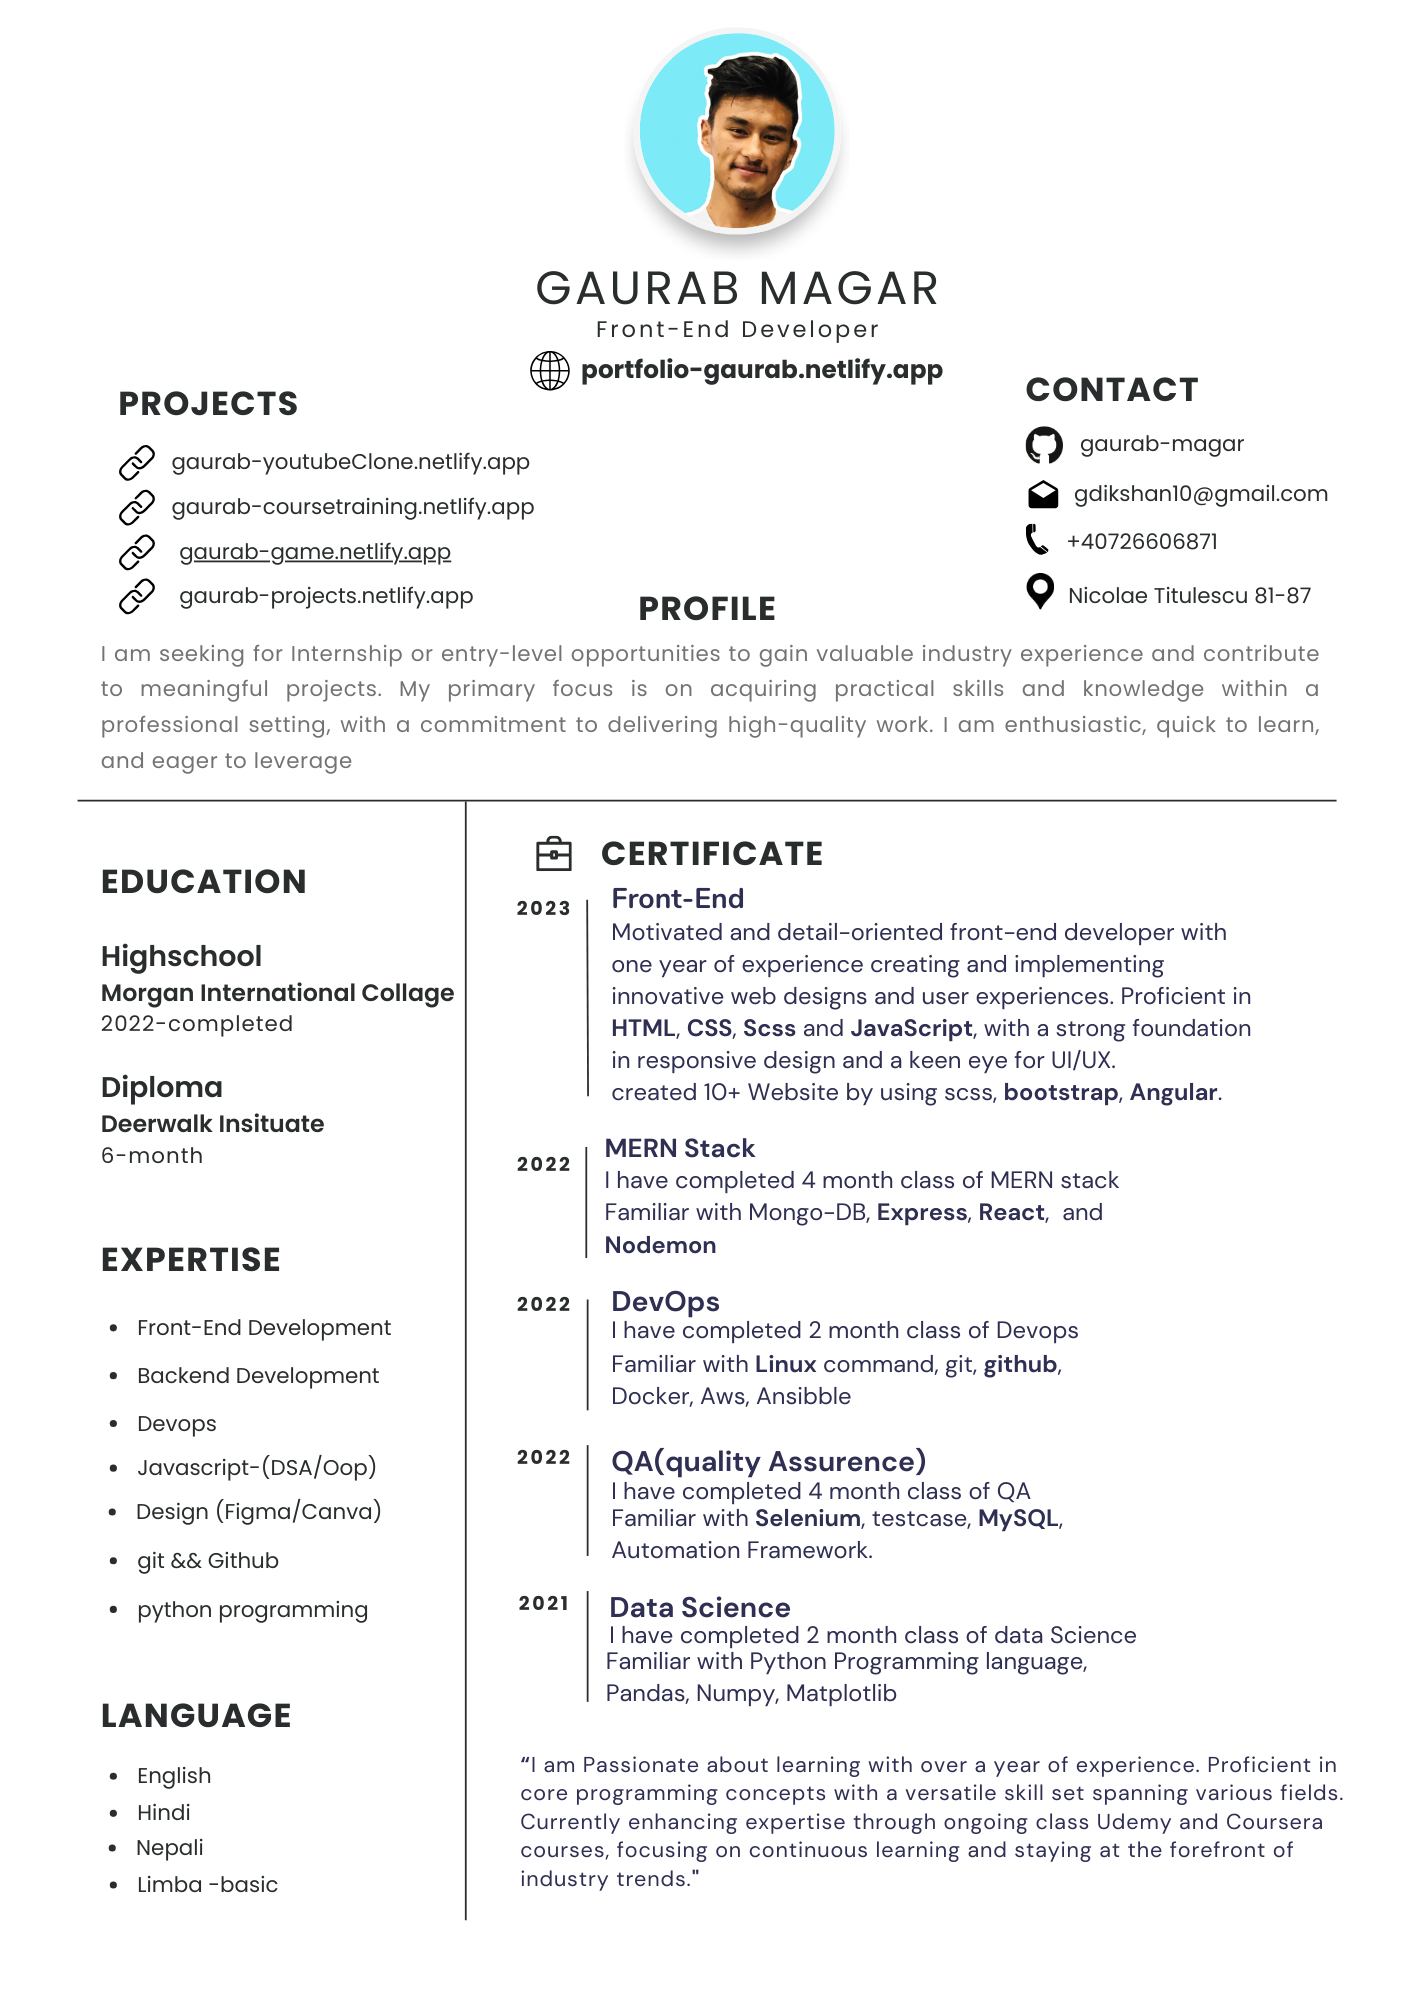 GAURAB MAGAR
Front-End Developer
portfolio-gaurab.netlify.app
PROJECTS
gaurab-youtubeClone.netlify.app
gaurab-coursetraining.netlify.app
gaurab-game.netlify.app
gaurab-projects.netlify.app
CONTACT
gaurab-magar
gdikshan10@gmail.com
+40726606871
Nicolae Titulescu 81-87
PROFILE
I am seeking for Internship or entry-level opportunities to gain valuable industry experience and contribute
to meaningful projects. My primary focus is on acquiring practical skills and knowledge within a
professional setting, with a commitment to delivering high-quality work. I am enthusiastic, quick to learn,
and eager to leverage
EDUCATION
Highschool
Morgan International Collage
2022-completed
Diploma
Deerwalk Insituate
6-month
EXPERTISE
• Front-End Development
• Backend Development
• Devops
• Javascript-(DSA/Oop)
• Design (Figma/Canva)
• git && Github
• python programming
LANGUAGE
• English
• Hindi
• Nepali
• Limba -basic
CERTIFICATE
2023
Front-End
Motivated and detail-oriented front-end developer with
one year of experience creating and implementing
innovative web designs and user experiences. Proficient in
HTML, CSS, Scss and JavaScript, with a strong foundation
in responsive design and a keen eye for UI/UX.
created 10+ Website by using scss, bootstrap, Angular.
2022
MERN Stack
I have completed 4 month class of MERN stack
Familiar with Mongo-DB, Express, React, and
Nodemon
2022
DevOps
I have completed 2 month class of Devops
Familiar with Linux command, git, github,
Docker, Aws, Ansibble
2022
QA(quality Assurence)
I have completed 4 month class of QA
Familiar with Selenium, testcase, MySQL,
Automation Framework.
2021
Data Science
I have completed 2 month class of data Science
Familiar with Python Programming language,
Pandas, Numpy, Matplotlib
“I am Passionate about learning with over a year of experience. Proficient in
core programming concepts with a versatile skill set spanning various fields.
Currently enhancing expertise through ongoing class Udemy and Coursera
courses, focusing on continuous learning and staying at the forefront of
industry trends."